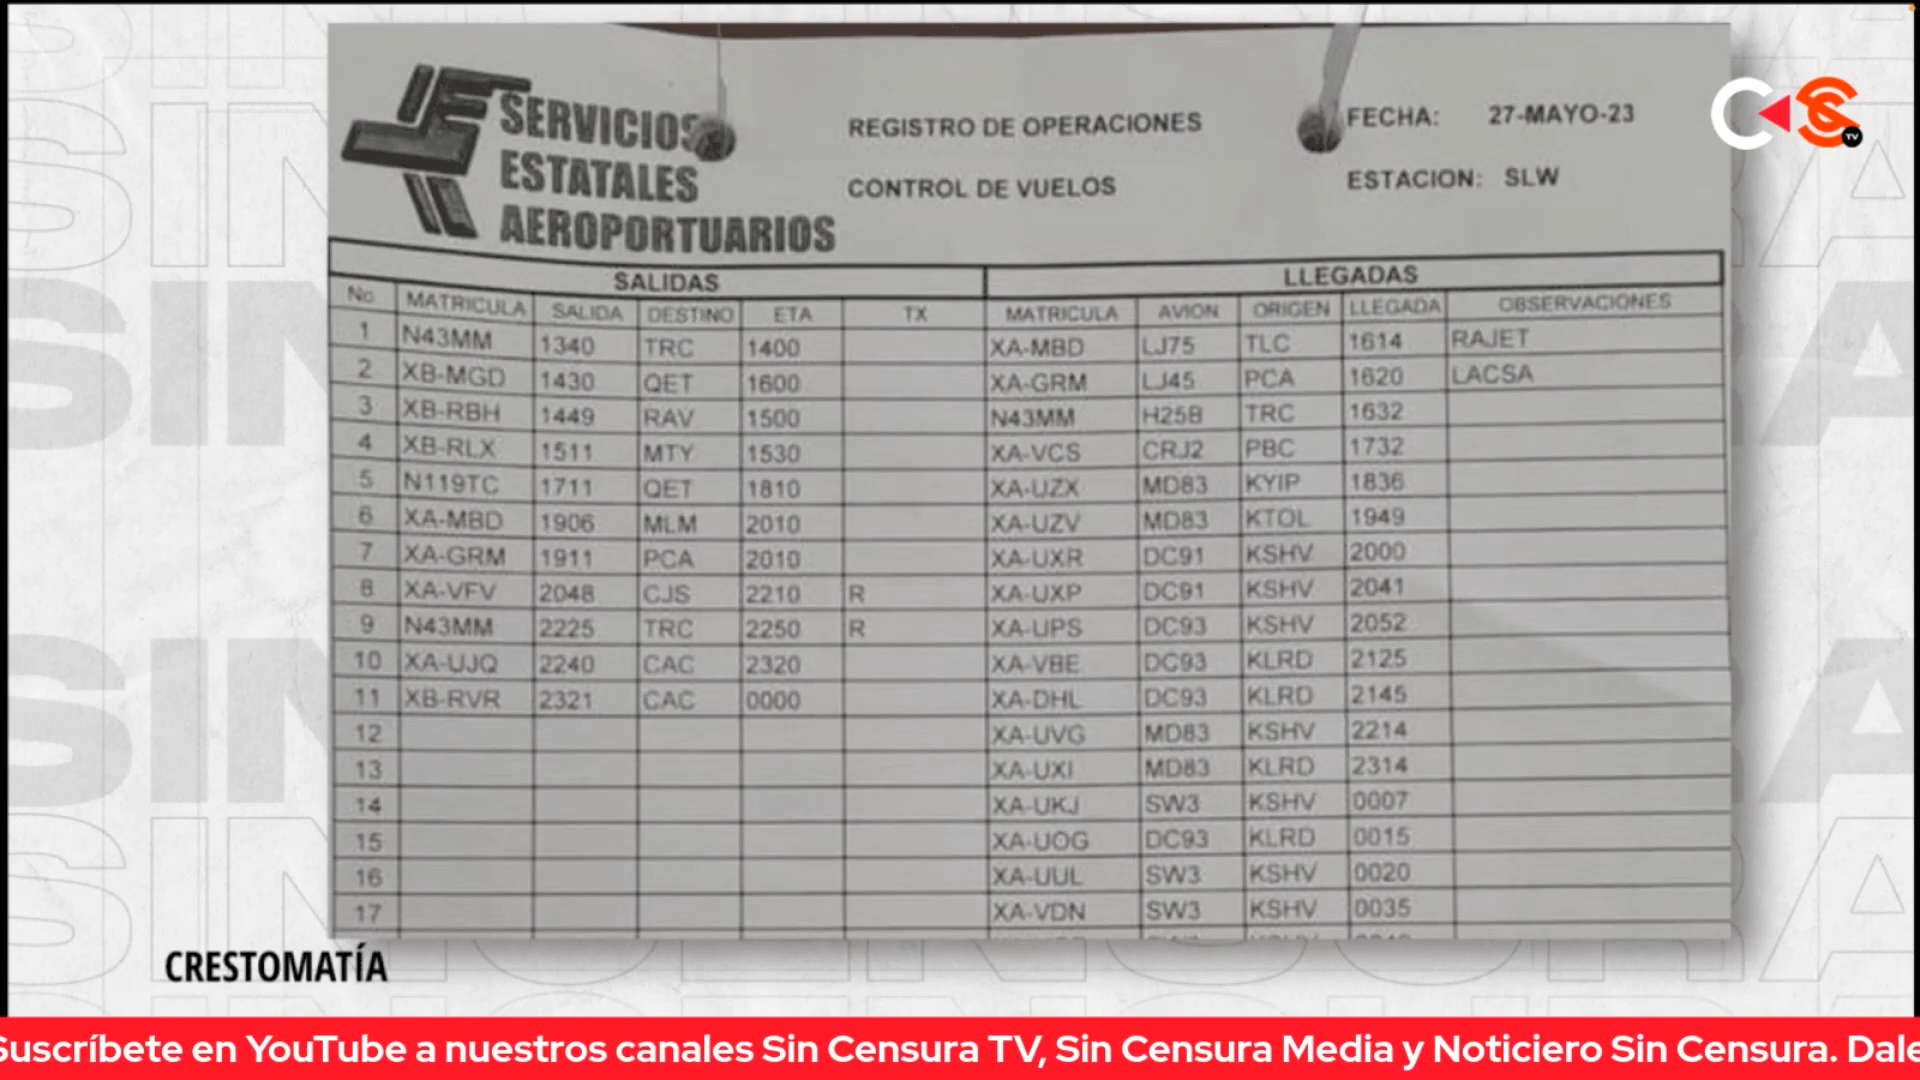 SERVICIOS
ESTATALES
AEROPORTUARIOS
REGISTRO DE OPERACIONES
CONTROL DE VUELOS
FECHA: 27-MAYO-23
ESTACION: SLW
CS TV
SALIDAS LLEGADAS
No MATRICULA SALIDA DESTINO ETA TX MATRICULA AVION ORIGEN LLEGADA OBSERVACIONES
1 N43MM 1340 TRC 1400 XA-MBD LJ75 TLC 1614 RAJET
2 XB-MGD 1430 QET 1600 XA-GRM LJ45 PCA 1620 LACSA
3 XB-RBH 1449 RAV 1500 N43MM H25B TRC 1632
4 XB-RLX 1511 MTY 1530 XA-VCS CRJ2 PBC 1732
5 N119TC 1711 QET 1810 XA-UZX MD83 KYIP 1836
6 XA-MBD 1906 MLM 2010 XA-UZV MD83 KTOL 1949
7 XA-GRM 1911 PCA 2010 XA-UXR DC91 KSHV 2000
8 XA-VFV 2048 CJS 2210 R XA-UXP DC91 KSHV 2041
9 N43MM 2225 TRC 2250 R XA-UPS DC93 KSHV 2052
10 XA-UJQ 2240 CAC 2320 XA-VBE DC93 KLRD 2125
11 XB-RVR 2321 CAC 0000 XA-DHL DC93 KLRD 2145
12 XA-UVG MD83 KSHV 2214
13 XA-UXI MD83 KLRD 2314
14 XA-UKJ SW3 KSHV 0007
15 XA-UOG DC93 KLRD 0015
16 XA-UUL SW3 KSHV 0020
17 XA-VDN SW3 KSHV 0035
CRESTOMATÍA
Suscríbete en YouTube a nuestros canales Sin Censura TV, Sin Censura Media y Noticiero Sin Censura. Dale